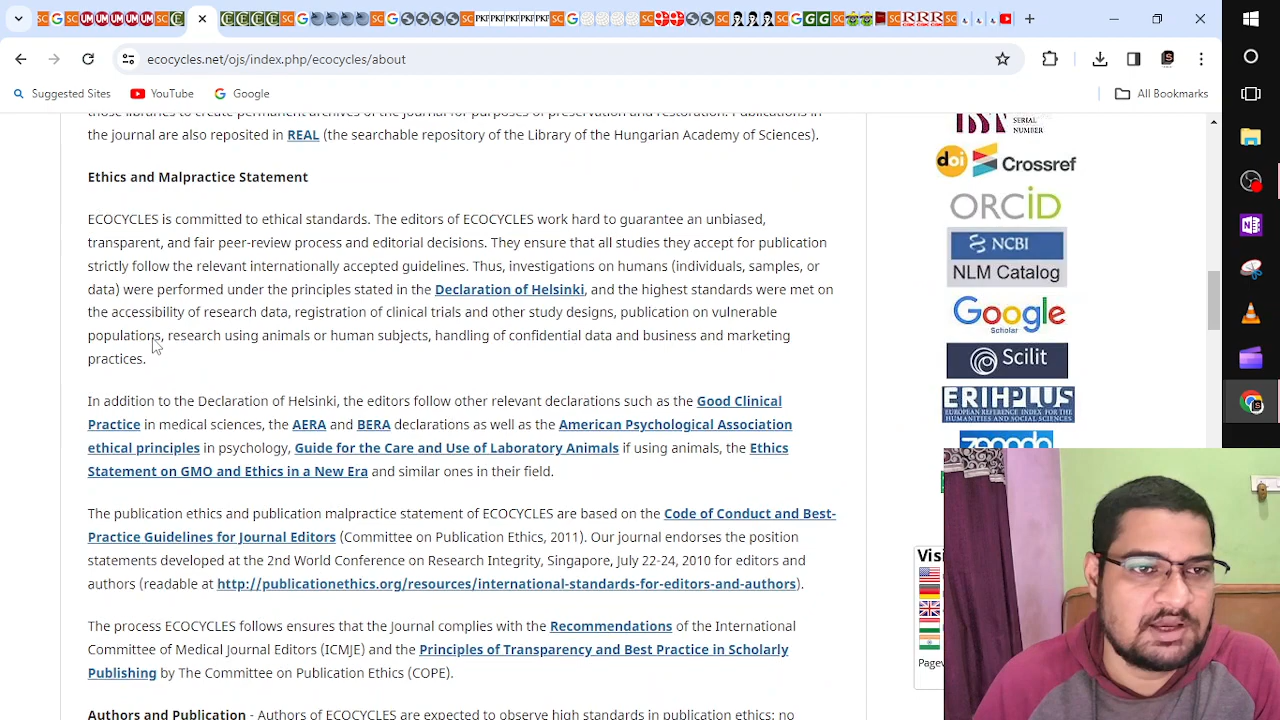 ecocycles.net/ojs/index.php/ecocycles/about
Suggested Sites
YouTube
Google
All Bookmarks
those libraries to create permanent archives of the journal for purposes of preservation and restoration. Publications in
the journal are also reposited in REAL (the searchable repository of the Library of the Hungarian Academy of Sciences).
Ethics and Malpractice Statement
ECOCYCLES is committed to ethical standards. The editors of ECOCYCLES work hard to guarantee an unbiased,
transparent, and fair peer-review process and editorial decisions. They ensure that all studies they accept for publication
strictly follow the relevant internationally accepted guidelines. Thus, investigations on humans (individuals, samples, or
data) were performed under the principles stated in the Declaration of Helsinki, and the highest standards were met on
the accessibility of research data, registration of clinical trials and other study designs, publication on vulnerable
populations, research using animals or human subjects, handling of confidential data and business and marketing
practices.
In addition to the Declaration of Helsinki, the editors follow other relevant declarations such as the Good Clinical
Practice in medical sciences, the AERA and BERA declarations as well as the American Psychological Association
ethical principles in psychology, Guide for the Care and Use of Laboratory Animals if using animals, the Ethics
Statement on GMO and Ethics in a New Era and similar ones in their field.
The publication ethics and publication malpractice statement of ECOCYCLES are based on the Code of Conduct and Best-
Practice Guidelines for Journal Editors (Committee on Publication Ethics, 2011). Our journal endorses the position
statements developed at the 2nd World Conference on Research Integrity, Singapore, July 22-24, 2010 for editors and
authors (readable at http://publicationethics.org/resources/international-standards-for-editors-and-authors).
The process ECOCYCLES follows ensures that the Journal complies with the Recommendations of the International
Committee of Medical Journal Editors (ICMJE) and the Principles of Transparency and Best Practice in Scholarly
Publishing by The Committee on Publication Ethics (COPE).
Authors and Publication - Authors of ECOCYCLES are expected to observe high standards in publication ethics: no
SERIAL
NUMBER
doi Crossref
ORCID
NCBI
NLM Catalog
Google
Scholar
Scilit
ERIHPLUS
EUROPEAN REFERENCE INDEX FOR THE
HUMANITIES AND SOCIAL SCIENCES
zenodo
Visi
Pagev